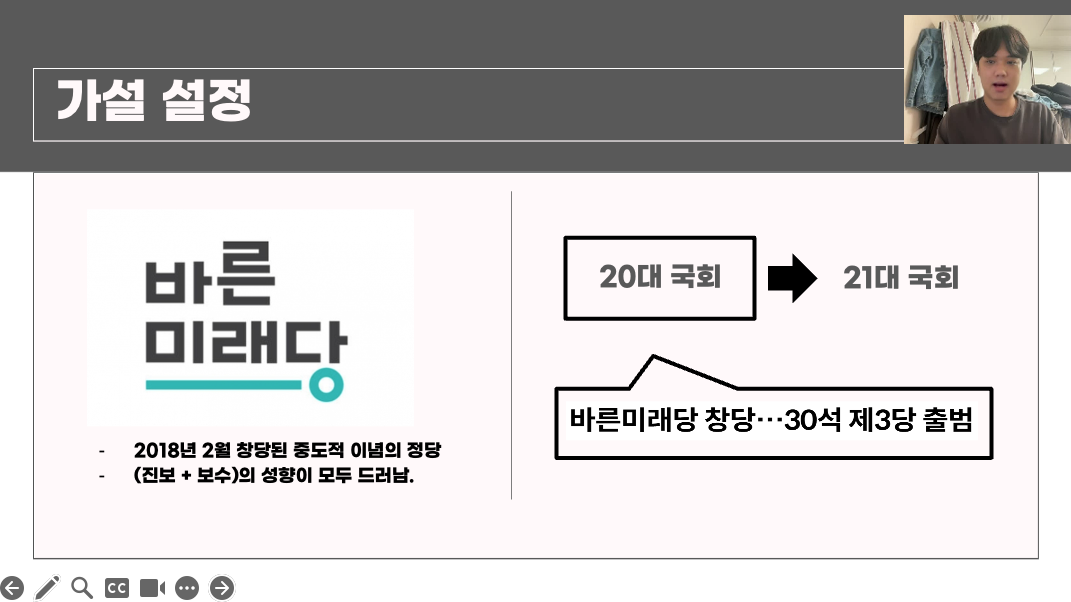 가설 설정
바른
미래당
- 2018년 2월 창당된 중도적 이념의 정당
- (진보 + 보수)의 성향이 모두 드러남.
20대 국회
21대 국회
바른미래당 창당…30석 제3당 출범
CC